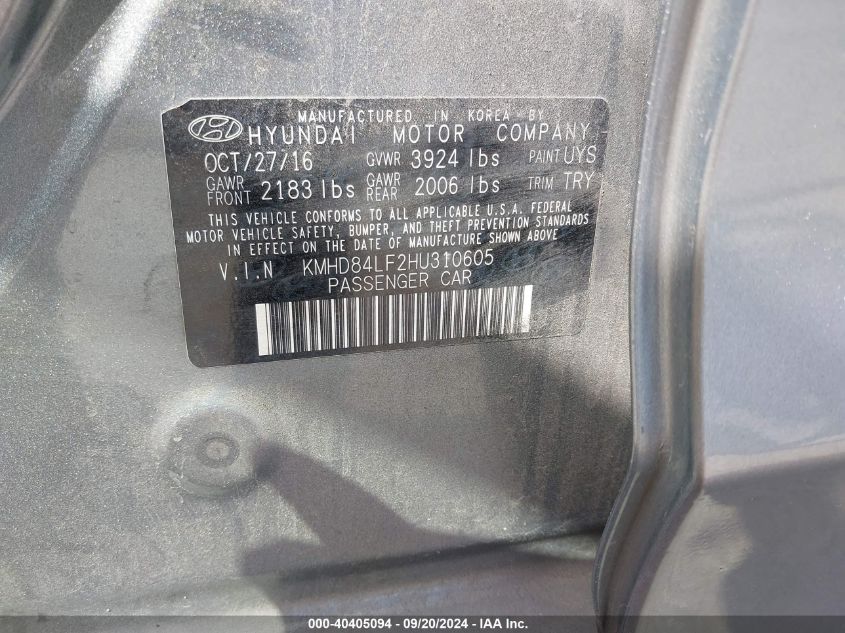 MANUFACTURED IN KOREA BY
HYUNDAI MOTOR COMPANY
OCT/27/16 GVWR 3924 lbs PAINT UYS
GAWR FRONT 2183 lbs GAWR REAR 2006 lbs TRIM TRY
THIS VEHICLE CONFORMS TO ALL APPLICABLE U.S.A. FEDERAL
MOTOR VEHICLE SAFETY, BUMPER, AND THEFT PREVENTION STANDARDS
IN EFFECT ON THE DATE OF MANUFACTURE SHOWN ABOVE
V.I.N KMHD84LF2HU310605
PASSENGER CAR
000-40405094 - 09/20/2024 - IAA Inc.